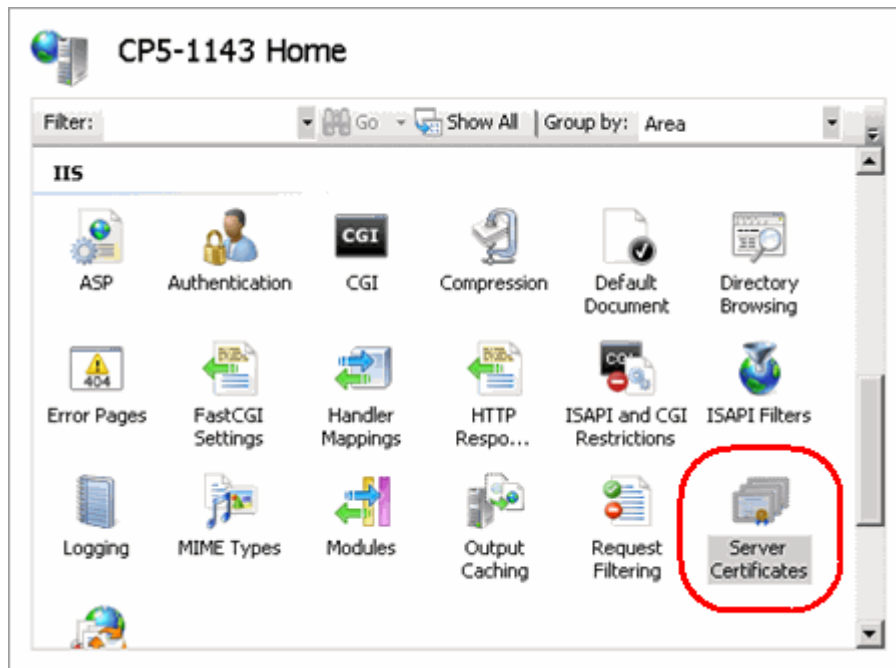 CP5-1143 Home
Filter: Go Show All Group by: Area
IIS
CGI
ASP Authentication CGI Compression Default Directory
Document Browsing
404
Error Pages FastCGI Handler HTTP ISAPI and CGI ISAPI Filters
Settings Mappings Respo... Restrictions
Logging MIME Types Modules Output Request Server
Caching Filtering Certificates